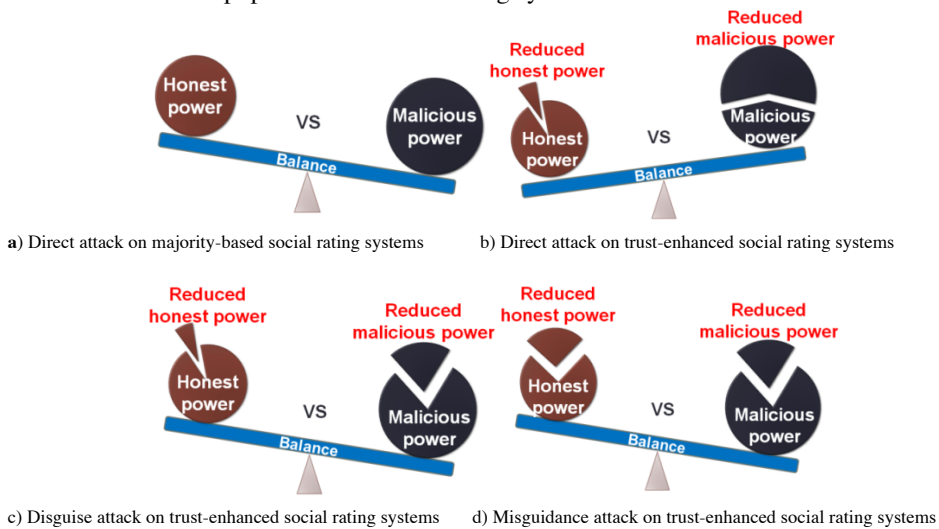 Honest
power
VS
Malicious
power
Balance
a) Direct attack on majority-based social rating systems
Reduced
honest power
Reduced
malicious power
Honest
power
VS
Malicious
power
Balance
b) Direct attack on trust-enhanced social rating systems
Reduced
honest power
Reduced
malicious power
Honest
power
VS
Malicious
power
Balance
c) Disguise attack on trust-enhanced social rating systems
Reduced
honest power
Reduced
malicious power
Honest
power
VS
Malicious
power
Balance
d) Misguidance attack on trust-enhanced social rating systems